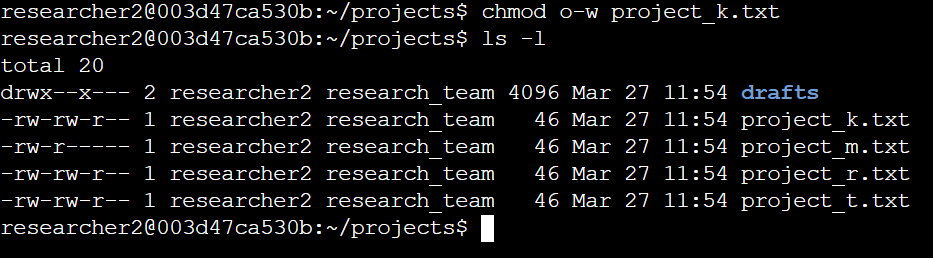 researcher2@003d47ca530b:~/projects$ chmod o-w project_k.txt
researcher2@003d47ca530b:~/projects$ ls -l
total 20
drwx--x--- 2 researcher2 research_team 4096 Mar 27 11:54 drafts
-rw-rw-r-- 1 researcher2 research_team   46 Mar 27 11:54 project_k.txt
-rw-r----- 1 researcher2 research_team   46 Mar 27 11:54 project_m.txt
-rw-rw-r-- 1 researcher2 research_team   46 Mar 27 11:54 project_r.txt
-rw-rw-r-- 1 researcher2 research_team   46 Mar 27 11:54 project_t.txt
researcher2@003d47ca530b:~/projects$